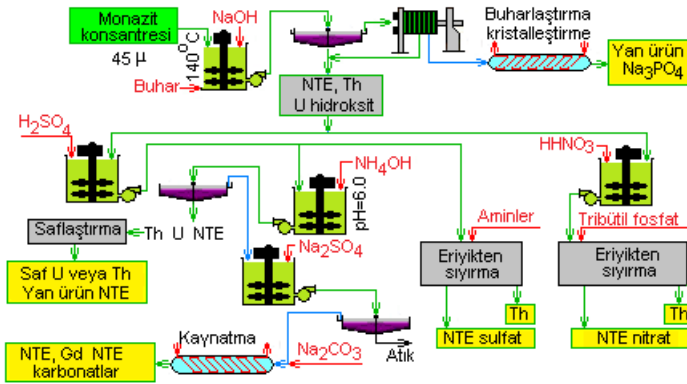 Monazit
konsantresi
NaOH
45 µ
140°C
Buhar
Buharlaştırma
kristalleştirme
Yan ürün
Na3PO4
NTE, Th
U hidroksit
H2SO4
NH4OH
pH=6.0
HHNO3
Saflaştırma
Th U NTE
Na2SO4
Aminler
Tribütil fosfat
Eriyikten
sıyırma
Eriyikten
sıyırma
Saf U veya Th
Yan ürün NTE
Th
Th
NTE sulfat
NTE nitrat
Kaynatma
Na2CO3
Atık
NTE, Gd NTE
karbonatlar